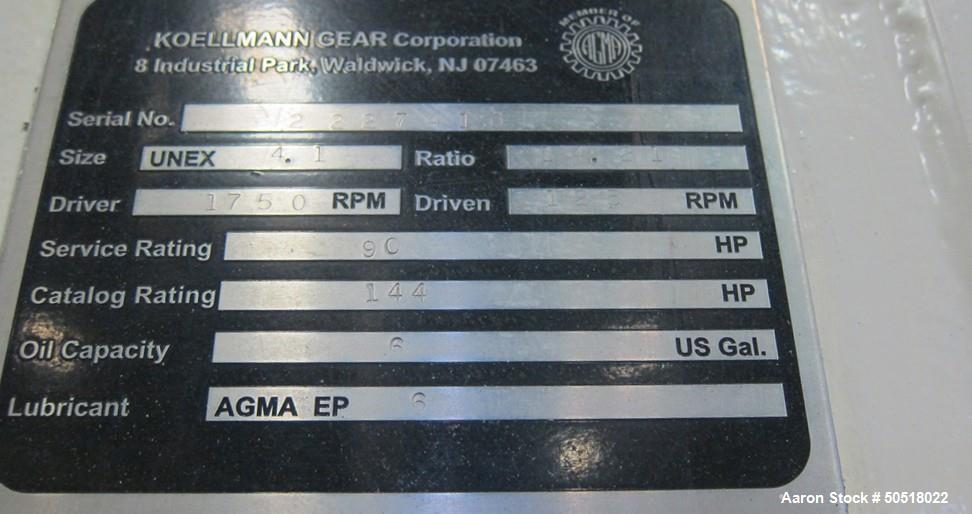 MEMBER OF
AGMA
KOELLMANN GEAR Corporation
8 Industrial Park, Waldwick, NJ 07463
Serial No.
Size UNEX 4.1 Ratio
Driver 1750 RPM Driven RPM
Service Rating 90 HP
Catalog Rating 144 HP
Oil Capacity 6 US Gal.
Lubricant AGMA EP 6
Aaron Stock # 50518022